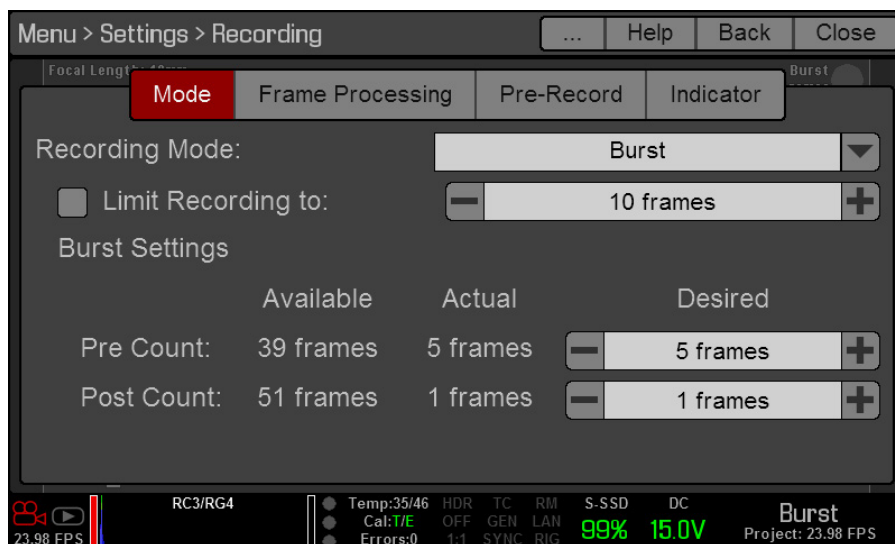 Menu > Settings > Recording ... Help Back Close
Burst
Mode Frame Processing Pre-Record Indicator
Recording Mode: Burst
Limit Recording to: 10 frames
Burst Settings
Available Actual Desired
Pre Count: 39 frames 5 frames 5 frames
Post Count: 51 frames 1 frames 1 frames
RC3/RG4 Temp:35/46 HDR TC RM S-SSD DC Burst
Cal:T/E OFF GEN LAN 99% 15.0V Project: 23.98 FPS
23.98 FPS Errors:0 1:1 SYNC RIG